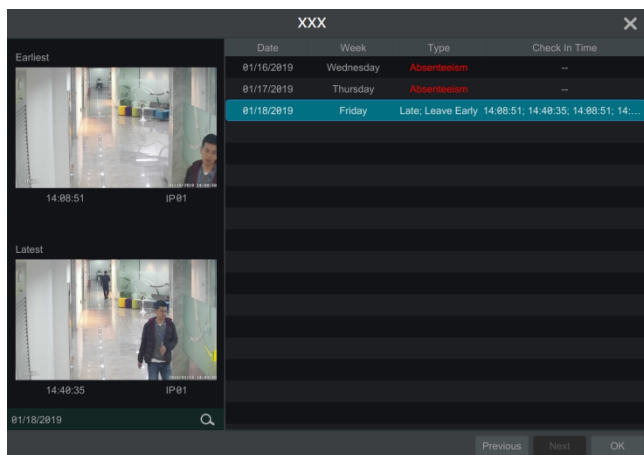 XXX
Earliest
14:08:51 IP01
Latest
14:40:35 IP01
01/18/2019
Date Week Type Check In Time
01/16/2019 Wednesday Absenteeism --
01/17/2019 Thursday Absenteeism --
01/18/2019 Friday Late; Leave Early 14:08:51; 14:40:35; 14:08:51; 14:...
Previous Next OK